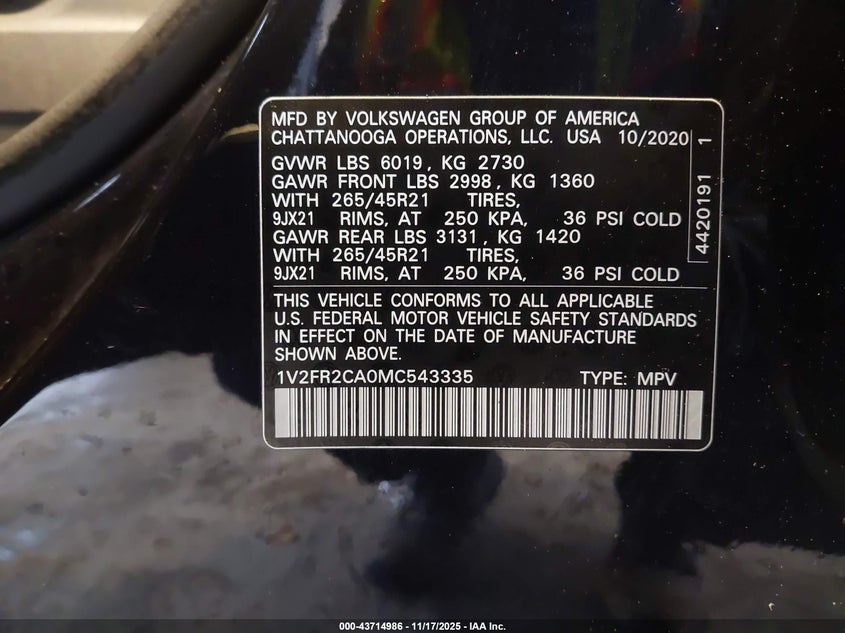 MFD BY VOLKSWAGEN GROUP OF AMERICA
CHATTANOOGA OPERATIONS, LLC. USA 10/2020
GVWR LBS 6019, KG 2730
GAWR FRONT LBS 2998, KG 1360
WITH 265/45R21 TIRES,
9JX21 RIMS, AT 250 KPA, 36 PSI COLD
GAWR REAR LBS 3131, KG 1420
WITH 265/45R21 TIRES,
9JX21 RIMS, AT 250 KPA, 36 PSI COLD
4420191 1
THIS VEHICLE CONFORMS TO ALL APPLICABLE
U.S. FEDERAL MOTOR VEHICLE SAFETY STANDARDS
IN EFFECT ON THE DATE OF MANUFACTURE
SHOWN ABOVE.
1V2FR2CA0MC543335 TYPE: MPV
000-43714986 - 11/17/2025 - IAA Inc.